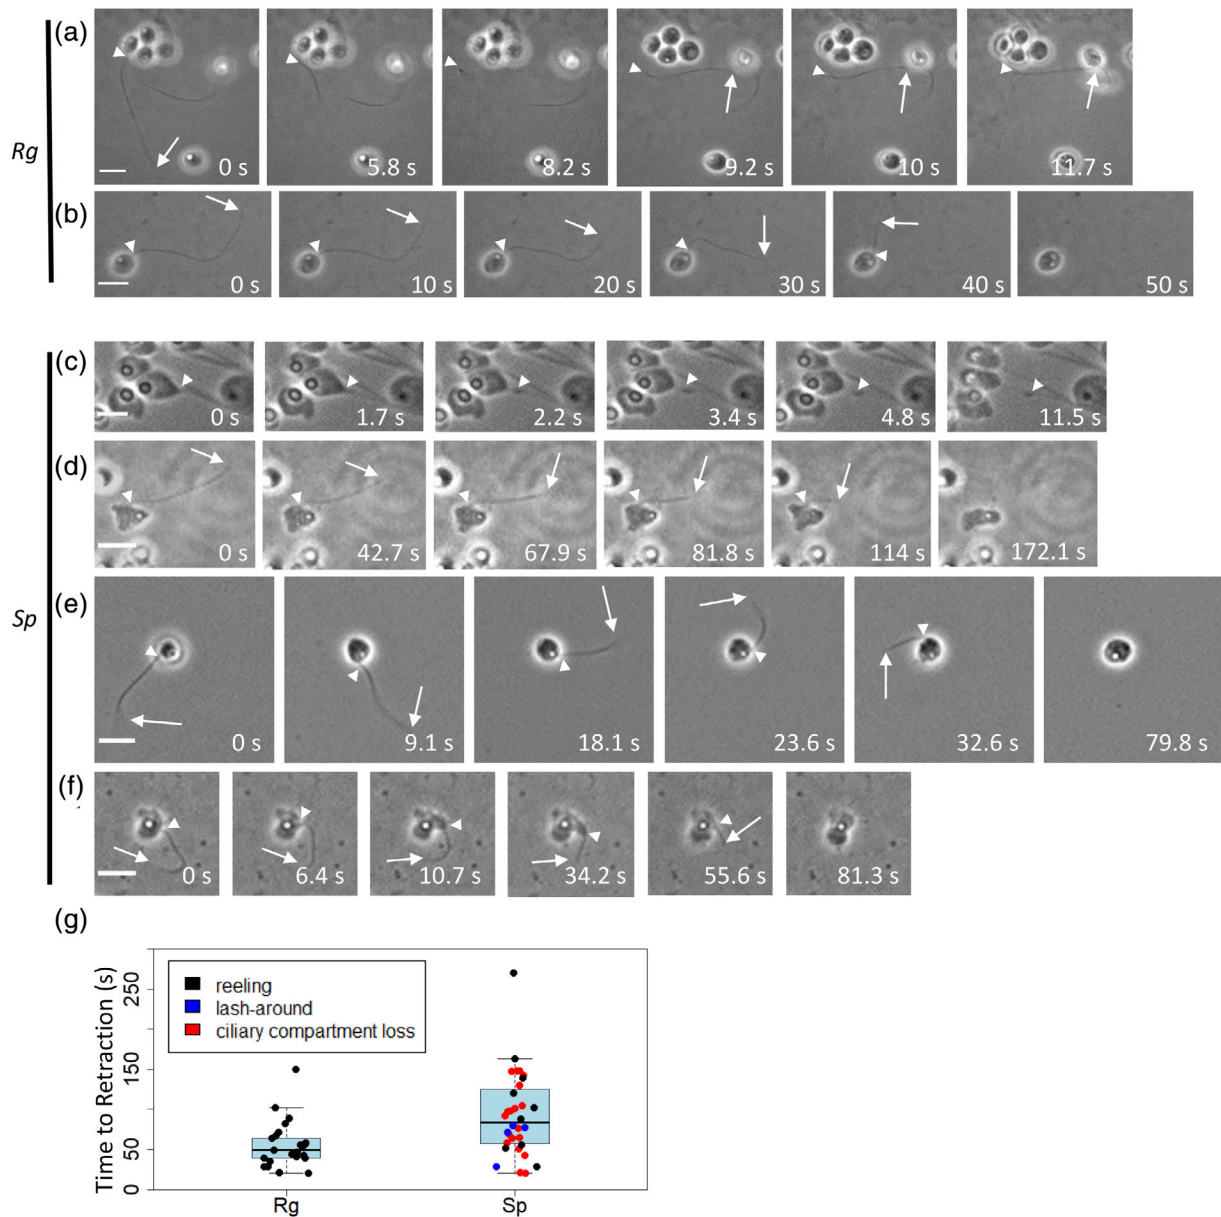 (a)
0 s
5.8 s
8.2 s
9.2 s
10 s
11.7 s
Rg
(b)
0 s
10 s
20 s
30 s
40 s
50 s
(c)
0 s
1.7 s
2.2 s
3.4 s
4.8 s
11.5 s
(d)
0 s
42.7 s
67.9 s
81.8 s
114 s
172.1 s
Sp
(e)
0 s
9.1 s
18.1 s
23.6 s
32.6 s
79.8 s
(f)
0 s
6.4 s
10.7 s
34.2 s
55.6 s
81.3 s
(g)
Time to Retraction (s)
250
150
50
0
reeling
lash-around
ciliary compartment loss
Rg
Sp